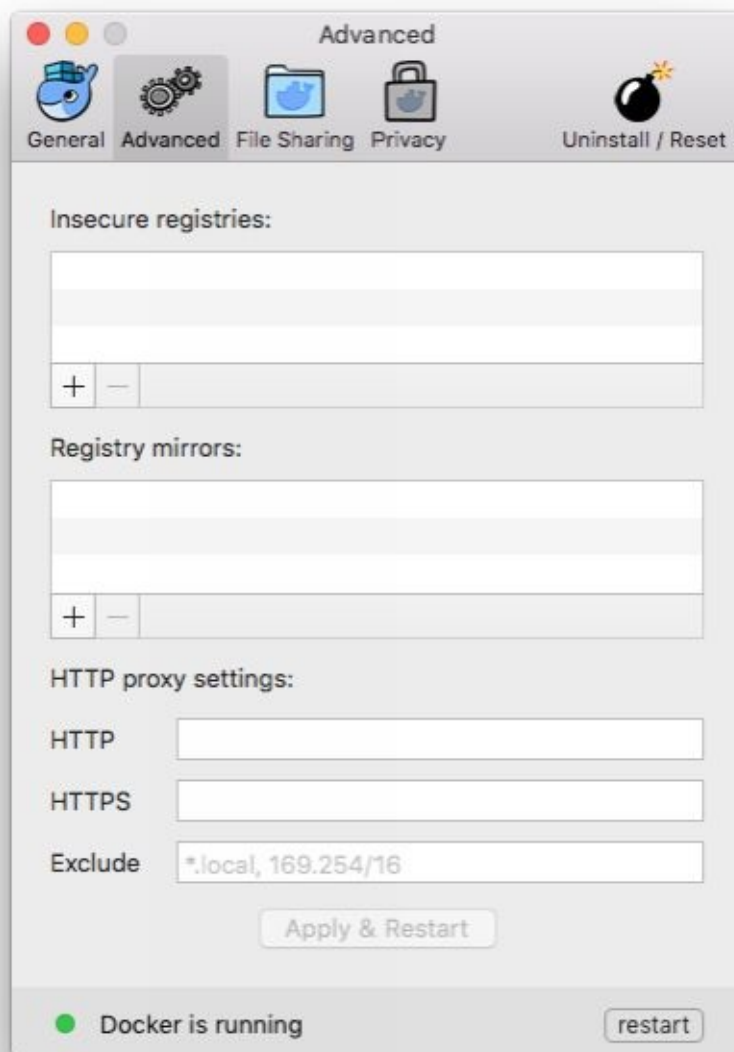 Advanced
General Advanced File Sharing Privacy Uninstall / Reset
Insecure registries:
+ −
Registry mirrors:
+ −
HTTP proxy settings:
HTTP
HTTPS
Exclude *.local, 169.254/16
Apply & Restart
Docker is running restart